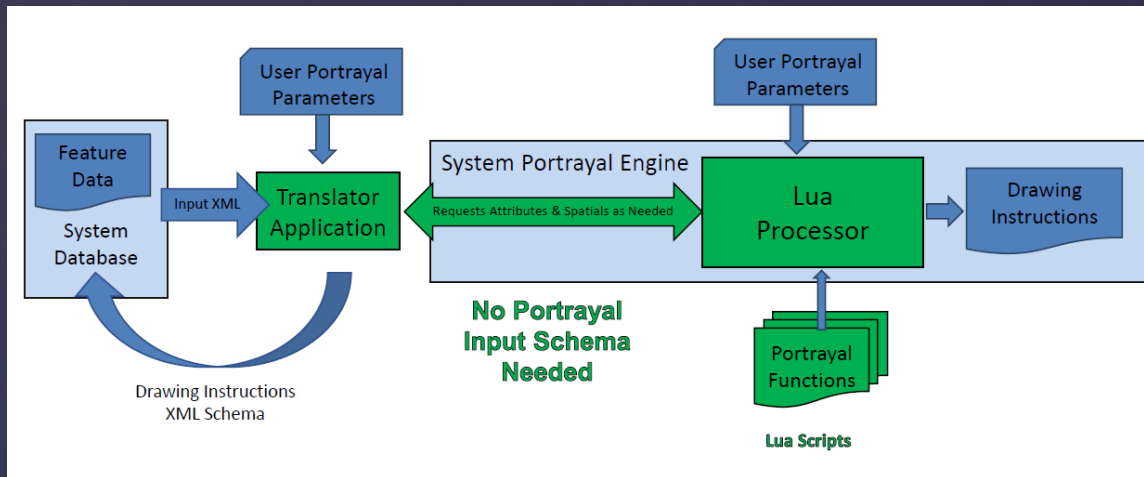 User Portrayal
Parameters
User Portrayal
Parameters
Feature
Data
System
Database
Input XML
Translator
Application
System Portrayal Engine
Requests Attributes & Spatials as Needed
Lua
Processor
Drawing
Instructions
No Portrayal
Input Schema
Needed
Portrayal
Functions
Drawing Instructions
XML Schema
Lua Scripts